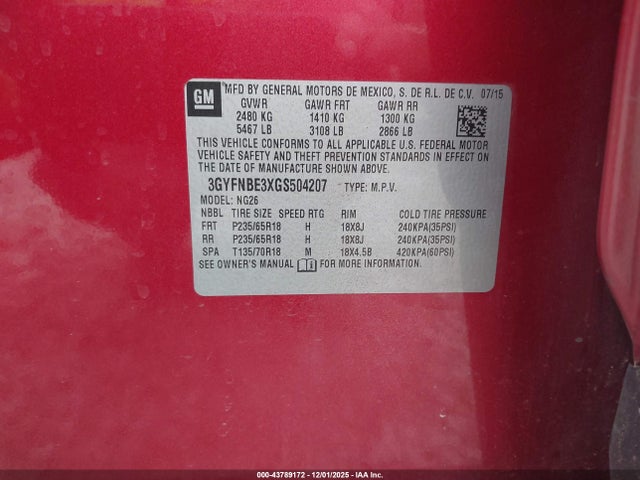 GM
MFD BY GENERAL MOTORS DE MEXICO, S. DE R.L. DE C.V. 07/15
GVWR GAWR FRT GAWR RR
2480 KG 1410 KG 1300 KG
5467 LB 3108 LB 2866 LB
THIS VEHICLE CONFORMS TO ALL APPLICABLE U.S. FEDERAL MOTOR
VEHICLE SAFETY AND THEFT PREVENTION STANDARDS IN EFFECT ON
THE DATE OF MANUFACTURE SHOWN ABOVE.
3GYFNBE3XGS504207 TYPE: M.P.V.
MODEL: NG26
NBBL TIRE SIZE SPEED RTG RIM COLD TIRE PRESSURE
FRT P235/65R18 H 18X8J 240KPA(35PSI)
RR P235/65R18 H 18X8J 240KPA(35PSI)
SPA T135/70R18 M 18X4.5B 420KPA(60PSI)
SEE OWNER'S MANUAL FOR MORE INFORMATION
000-43789172 - 12/01/2025 - IAA Inc.